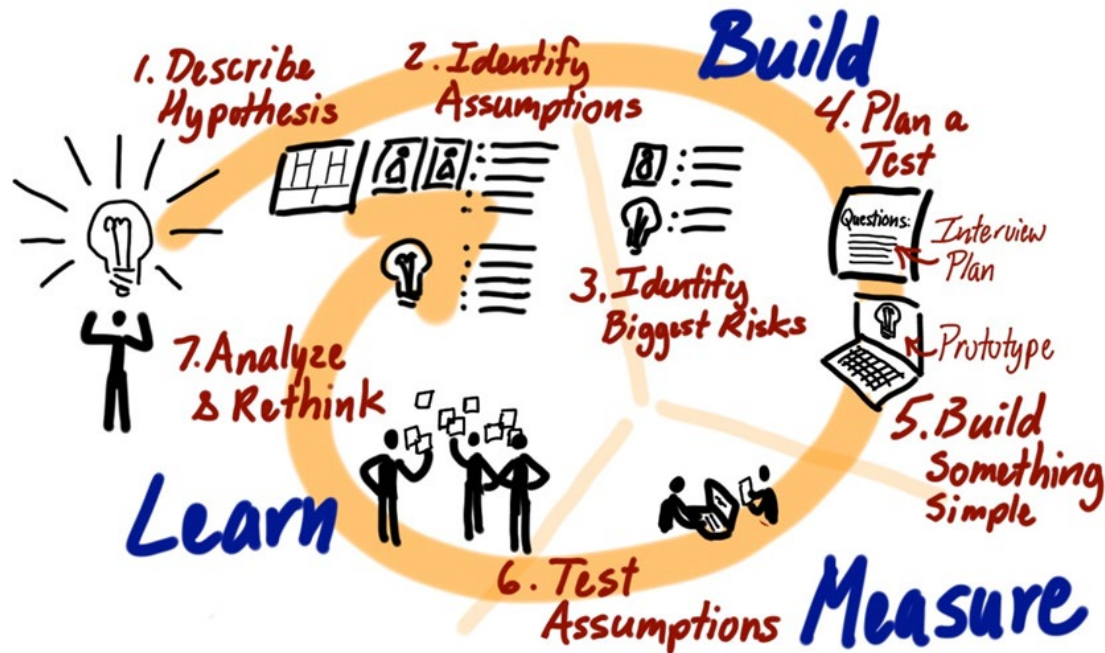 1. Describe
Hypothesis
2. Identify
Assumptions
Build
3. Identify
Biggest Risks
4. Plan a
Test
Questions:
Interview
Plan
Prototype
5. Build
Something
Simple
Measure
6. Test
Assumptions
Learn
7. Analyze
& Rethink